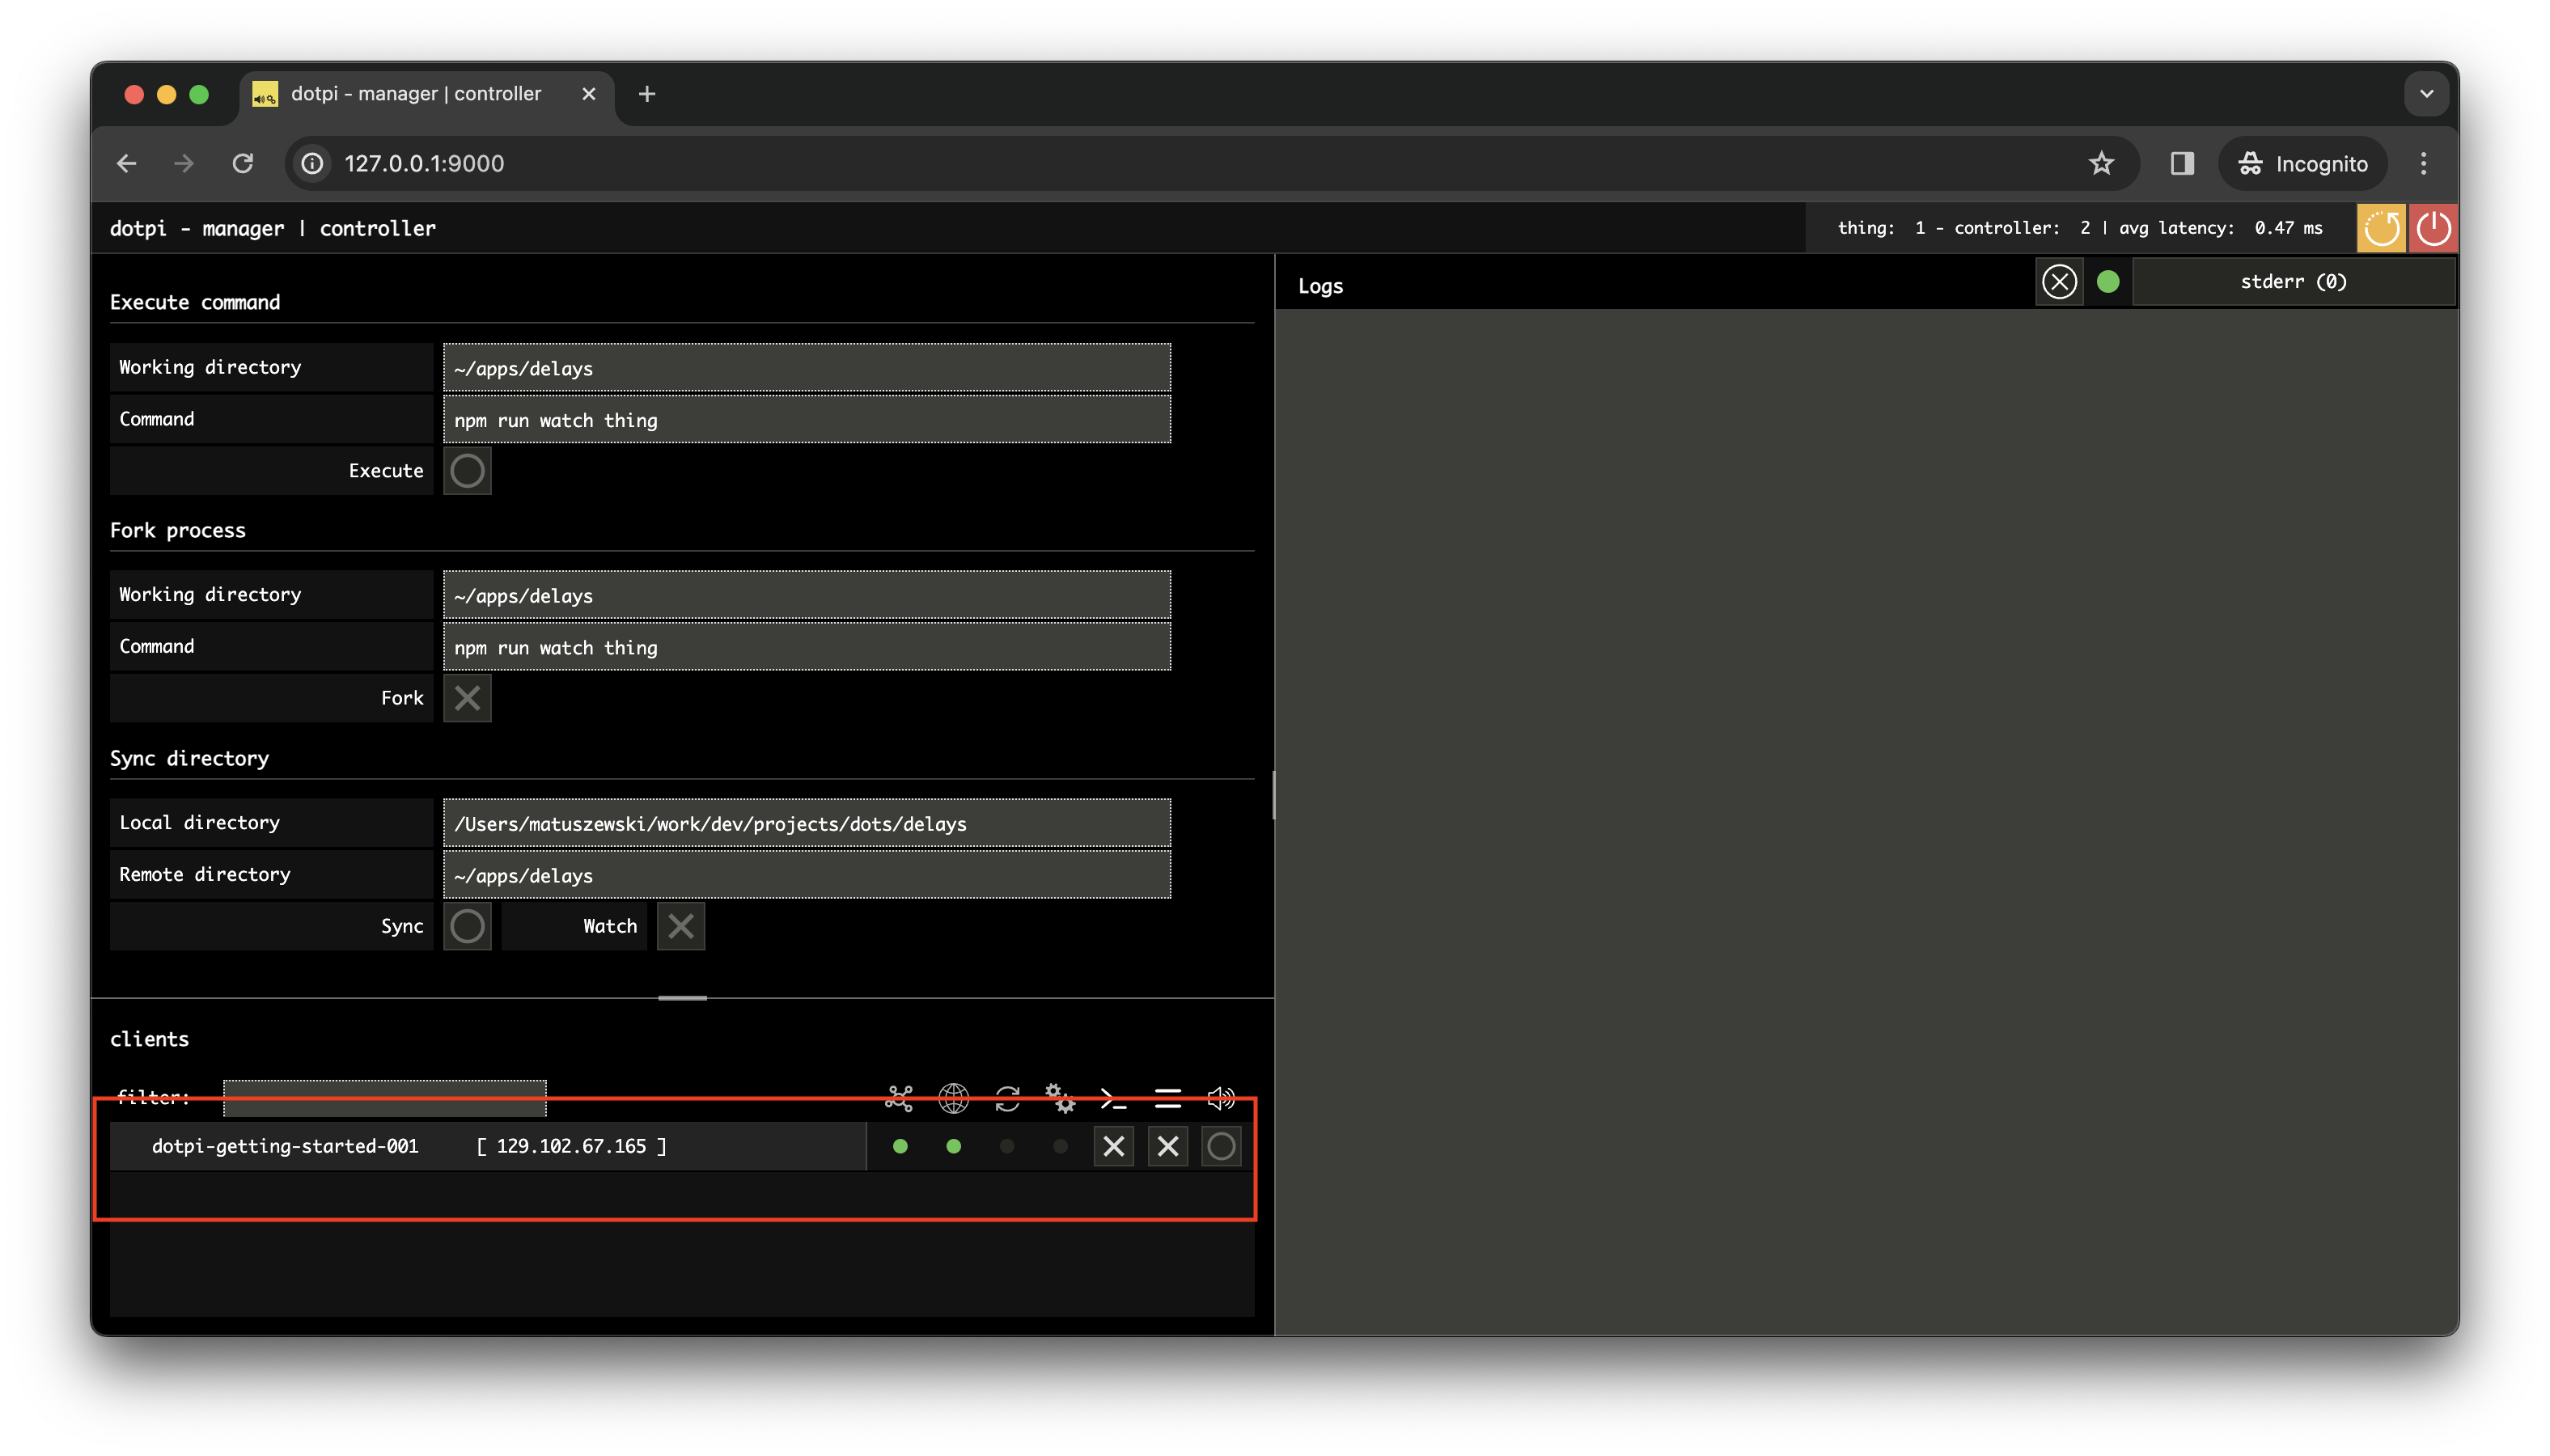 dotpi - manager | controller
127.0.0.1:9000
Incognito
dotpi - manager | controller
thing: 1 - controller: 2 | avg latency: 0.47 ms
Execute command
Working directory
~/apps/delays
Command
npm run watch thing
Execute
Fork process
Working directory
~/apps/delays
Command
npm run watch thing
Fork
Sync directory
Local directory
/Users/matuszewski/work/dev/projects/dots/delays
Remote directory
~/apps/delays
Sync
Watch
clients
filter:
dotpi-getting-started-001 [ 129.102.67.165 ]
Logs
stderr (0)